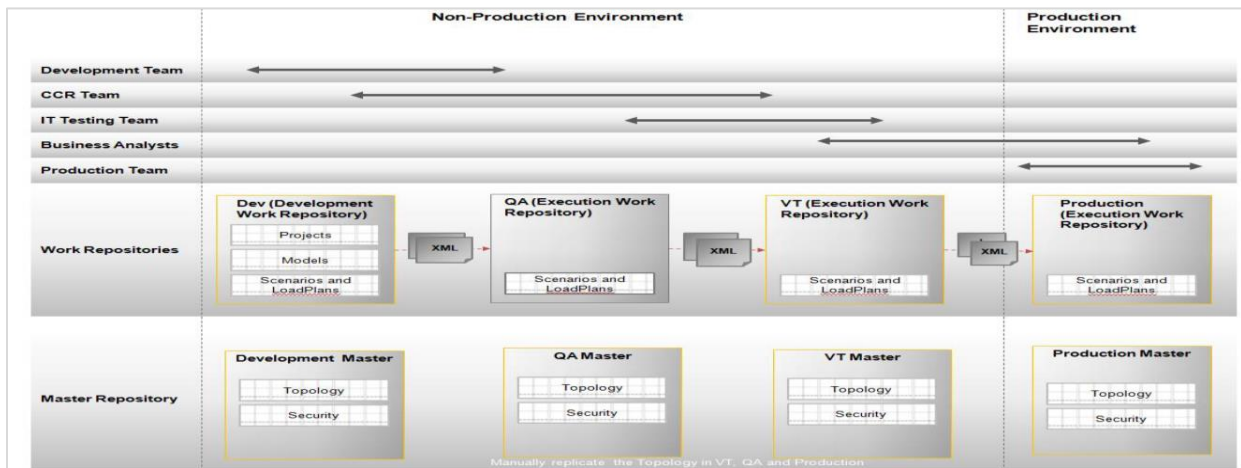 Non-Production Environment
Production
Environment
Development Team
CCR Team
IT Testing Team
Business Analysts
Production Team
Work Repositories
Dev (Development
Work Repository)
Projects
Models
Scenarios and
LoadPlans
XML
QA (Execution Work
Repository)
Scenarios and
LoadPlans
XML
VT (Execution Work
Repository)
Scenarios and
LoadPlans
XML
Production
(Execution Work
Repository)
Scenarios and
LoadPlans
Master Repository
Development Master
Topology
Security
QA Master
Topology
Security
VT Master
Topology
Security
Production Master
Topology
Security
Manually replicate the Topology in VT, QA and Production